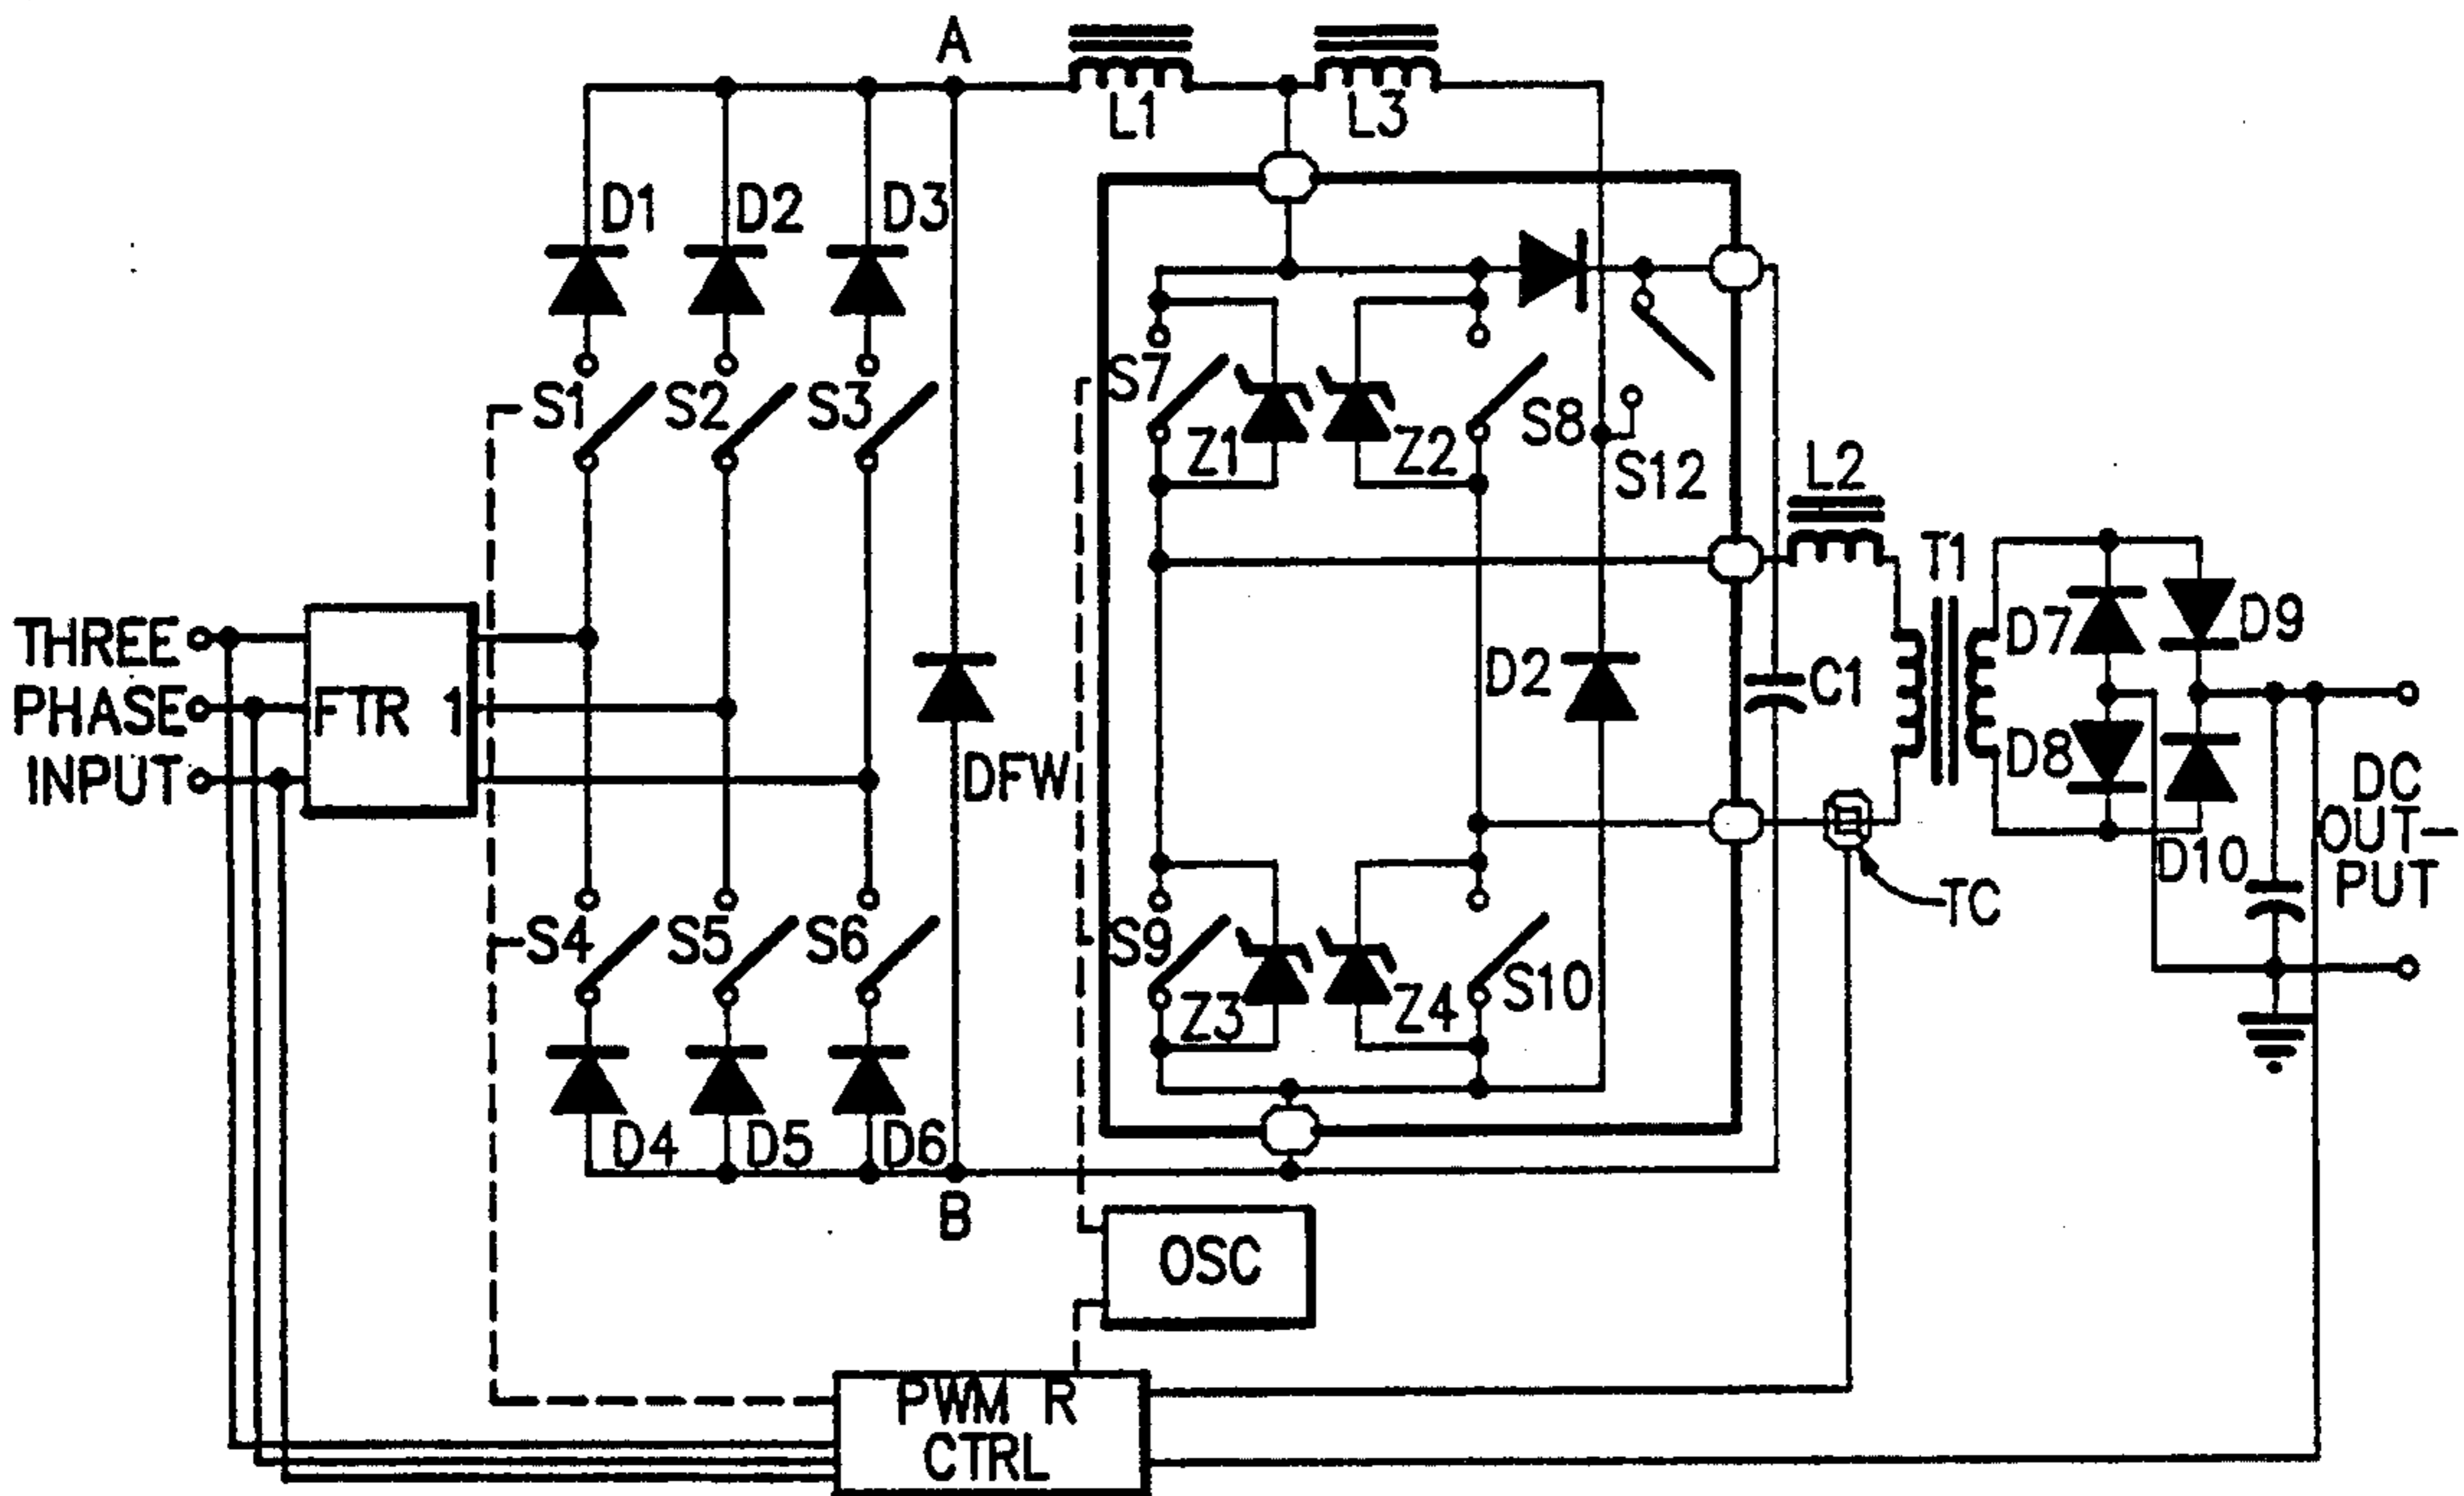 A
L1
L3
D1
D2
D3
S1
S2
S3
S7
Z1
Z2
S8
S12
L2
T1
THREE
PHASE
INPUT
FTR 1
DFW
D2
C1
D7
D9
D8
D10
DC
OUT-
PUT
TC
S4
S5
S6
S9
Z3
Z4
S10
D4
D5
D6
B
OSC
PWM R
CTRL